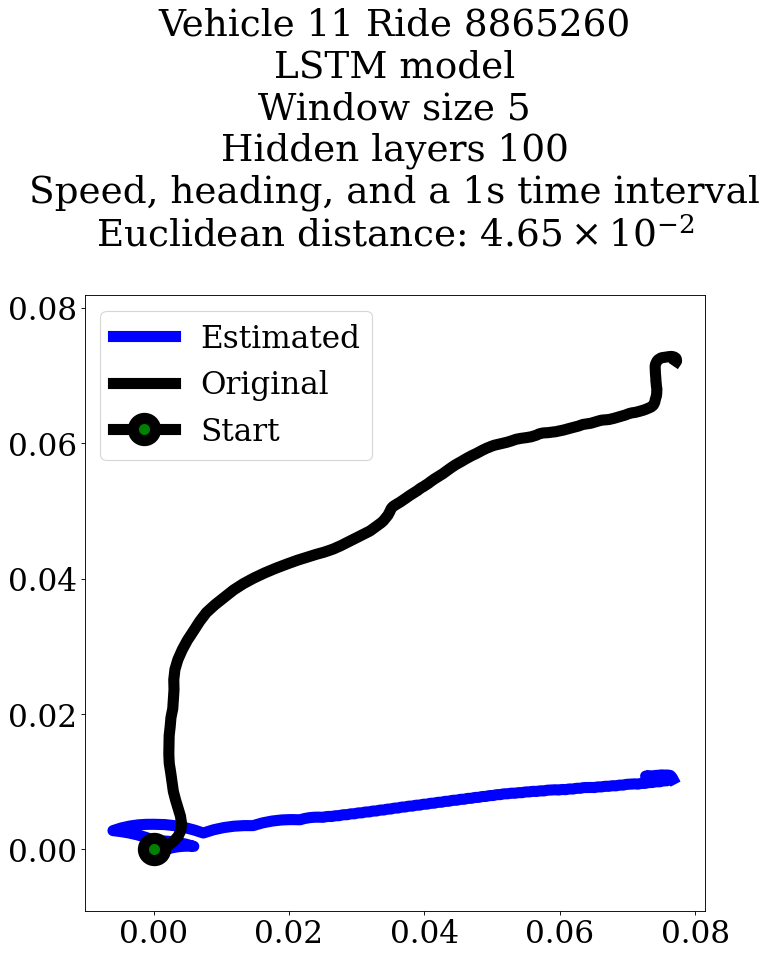 Vehicle 11 Ride 8865260
LSTM model
Window size 5
Hidden layers 100
Speed, heading, and a 1s time interval
Euclidean distance: 4.65 × 10⁻²
Estimated
Original
Start
0.08
0.06
0.04
0.02
0.00
0.00 0.02 0.04 0.06 0.08